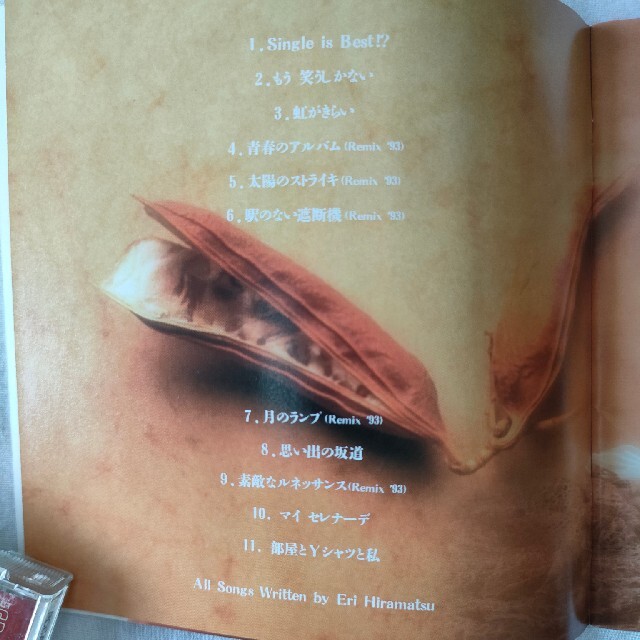 1. Single is Best!?
2. もう 笑うしかない
3. 虹がきらい
4. 青春のアルバム (Remix '93)
5. 太陽のストライキ (Remix '93)
6. 駅のない遮断機 (Remix '93)
7. 月のランプ (Remix '93)
8. 思い出の坂道
9. 素敵なルネッサンス (Remix '93)
10. マイ セレナーデ
11. 部屋とYシャツと私
All Songs Written by Eri Hiramatsu